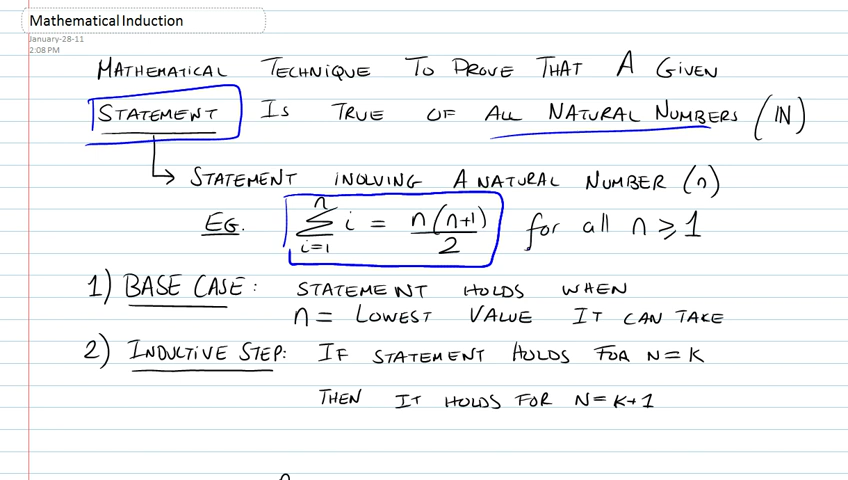 Mathematical Induction
January-28-11
2:08 PM
MATHEMATICAL TECHNIQUE TO PROVE THAT A GIVEN
STATEMENT IS TRUE OF ALL NATURAL NUMBERS (ℕ)
↳ STATEMENT INOLVING A NATURAL NUMBER (n)
EG. ∑_{i=1}^{n} i = n(n+1)/2 for all n ≥ 1
1) BASE CASE: STATEMENT HOLDS WHEN
n = LOWEST VALUE IT CAN TAKE
2) INDUCTIVE STEP: IF STATEMENT HOLDS FOR N=K
THEN IT HOLDS FOR N=K+1